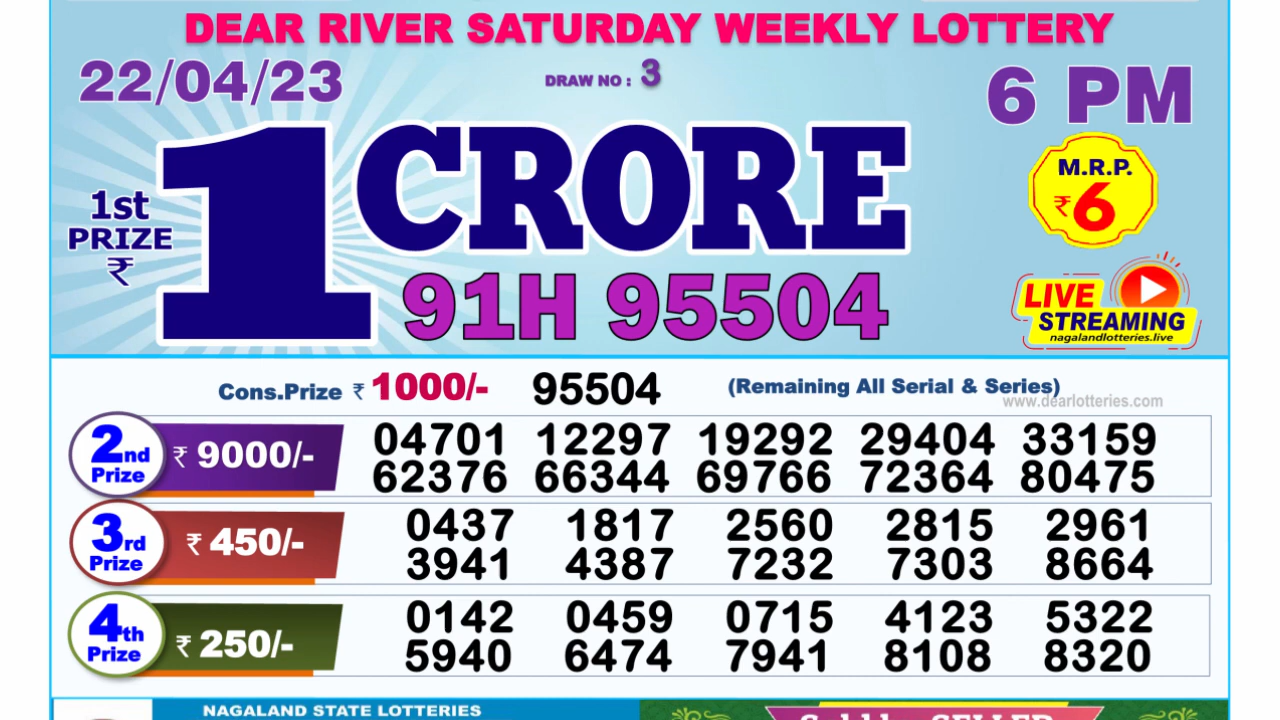 DEAR RIVER SATURDAY WEEKLY LOTTERY
22/04/23
DRAW NO : 3
6 PM
M.R.P.
₹6
1st
PRIZE
₹
1 CRORE
91H 95504
LIVE
STREAMING
nagalandlotteries.live
Cons.Prize ₹ 1000/- 95504 (Remaining All Serial & Series)
www.dearlotteries.com
2nd Prize ₹ 9000/-
04701 12297 19292 29404 33159
62376 66344 69766 72364 80475
3rd Prize ₹ 450/-
0437 1817 2560 2815 2961
3941 4387 7232 7303 8664
4th Prize ₹ 250/-
0142 0459 0715 4123 5322
5940 6474 7941 8108 8320
NAGALAND STATE LOTTERIES